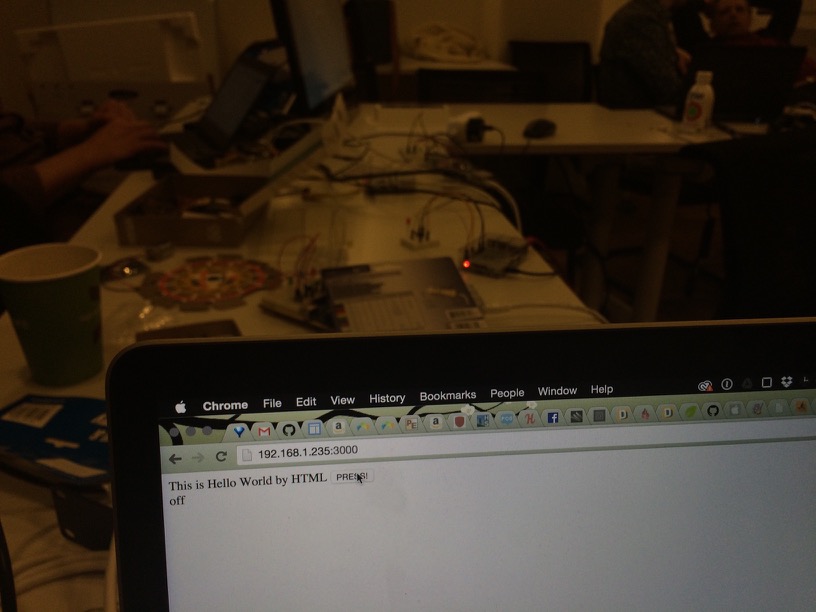 Chrome File Edit View History Bookmarks People Window Help
192.168.1.235:3000
This is Hello World by HTML PRESS!
off